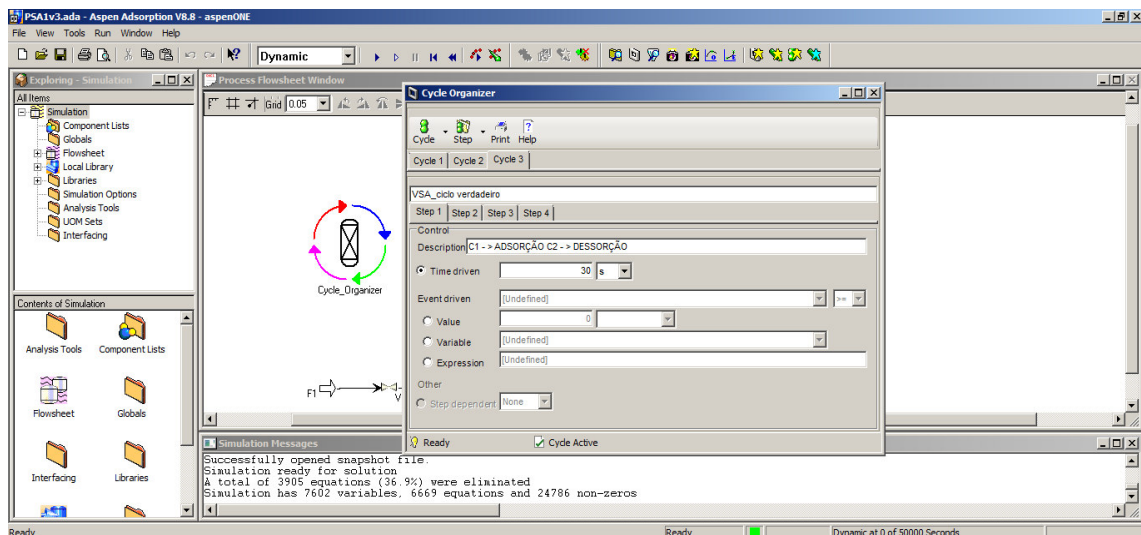 PSA1v3.ada - Aspen Adsorption V8.8 - aspenONE
File View Tools Run Window Help
Dynamic
Exploring - Simulation
All Items
Simulation
Component Lists
Globals
Flowsheet
Local Library
Libraries
Simulation Options
Analysis Tools
UOM Sets
Interfacing
Contents of Simulation
Analysis Tools Component Lists
Flowsheet Globals
Interfacing Libraries
Process Flowsheet Window
Grid 0.05
Cycle_Organizer
F1
V
Cycle Organizer
Cycle Step Print Help
Cycle 1 Cycle 2 Cycle 3
VSA_ciclo verdadeiro
Step 1 Step 2 Step 3 Step 4
Control
Description C1 - > ADSORÇÃO C2 - > DESSORÇÃO
Time driven 30 s
Event driven [Undefined] >=
Value 0
Variable [Undefined]
Expression [Undefined]
Other
Step dependent None
Ready Cycle Active
Simulation Messages
Successfully opened snapshot file.
Simulation ready for solution
A total of 3905 equations (36.9%) were eliminated
Simulation has 7602 variables, 6669 equations and 24786 non-zeros
Ready Ready Dynamic at 0 of 50000 Seconds